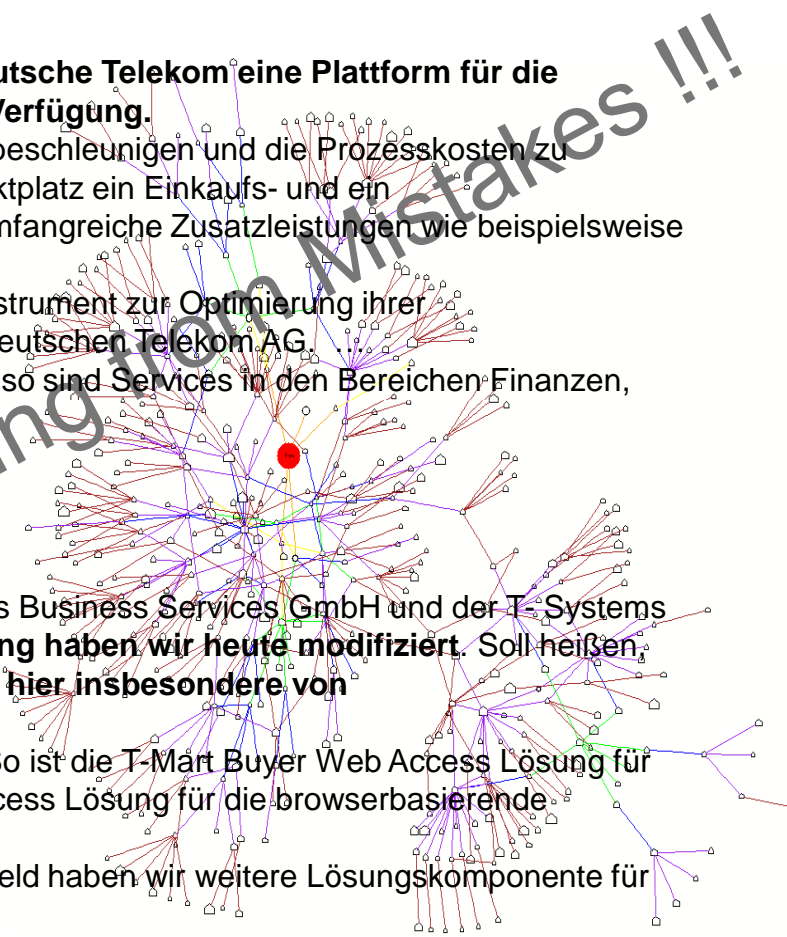 utsche Telekom eine Plattform für die
Verfügung.
beschleunigen und die Prozesskosten zu
ktplatz ein Einkaufs- und ein
mfangreiche Zusatzleistungen wie beispielsweise
strument zur Optimierung ihrer
eutschen Telekom AG. ...
so sind Services in den Bereichen Finanzen,
ng from Mistakes !!!
s Business Services GmbH und der T- Systems
ng haben wir heute modifiziert. Soll heißen,
hier insbesondere von
So ist die T-Mart Buyer Web Access Lösung für
cess Lösung für die browserbasierende
eld haben wir weitere Lösungskomponente für